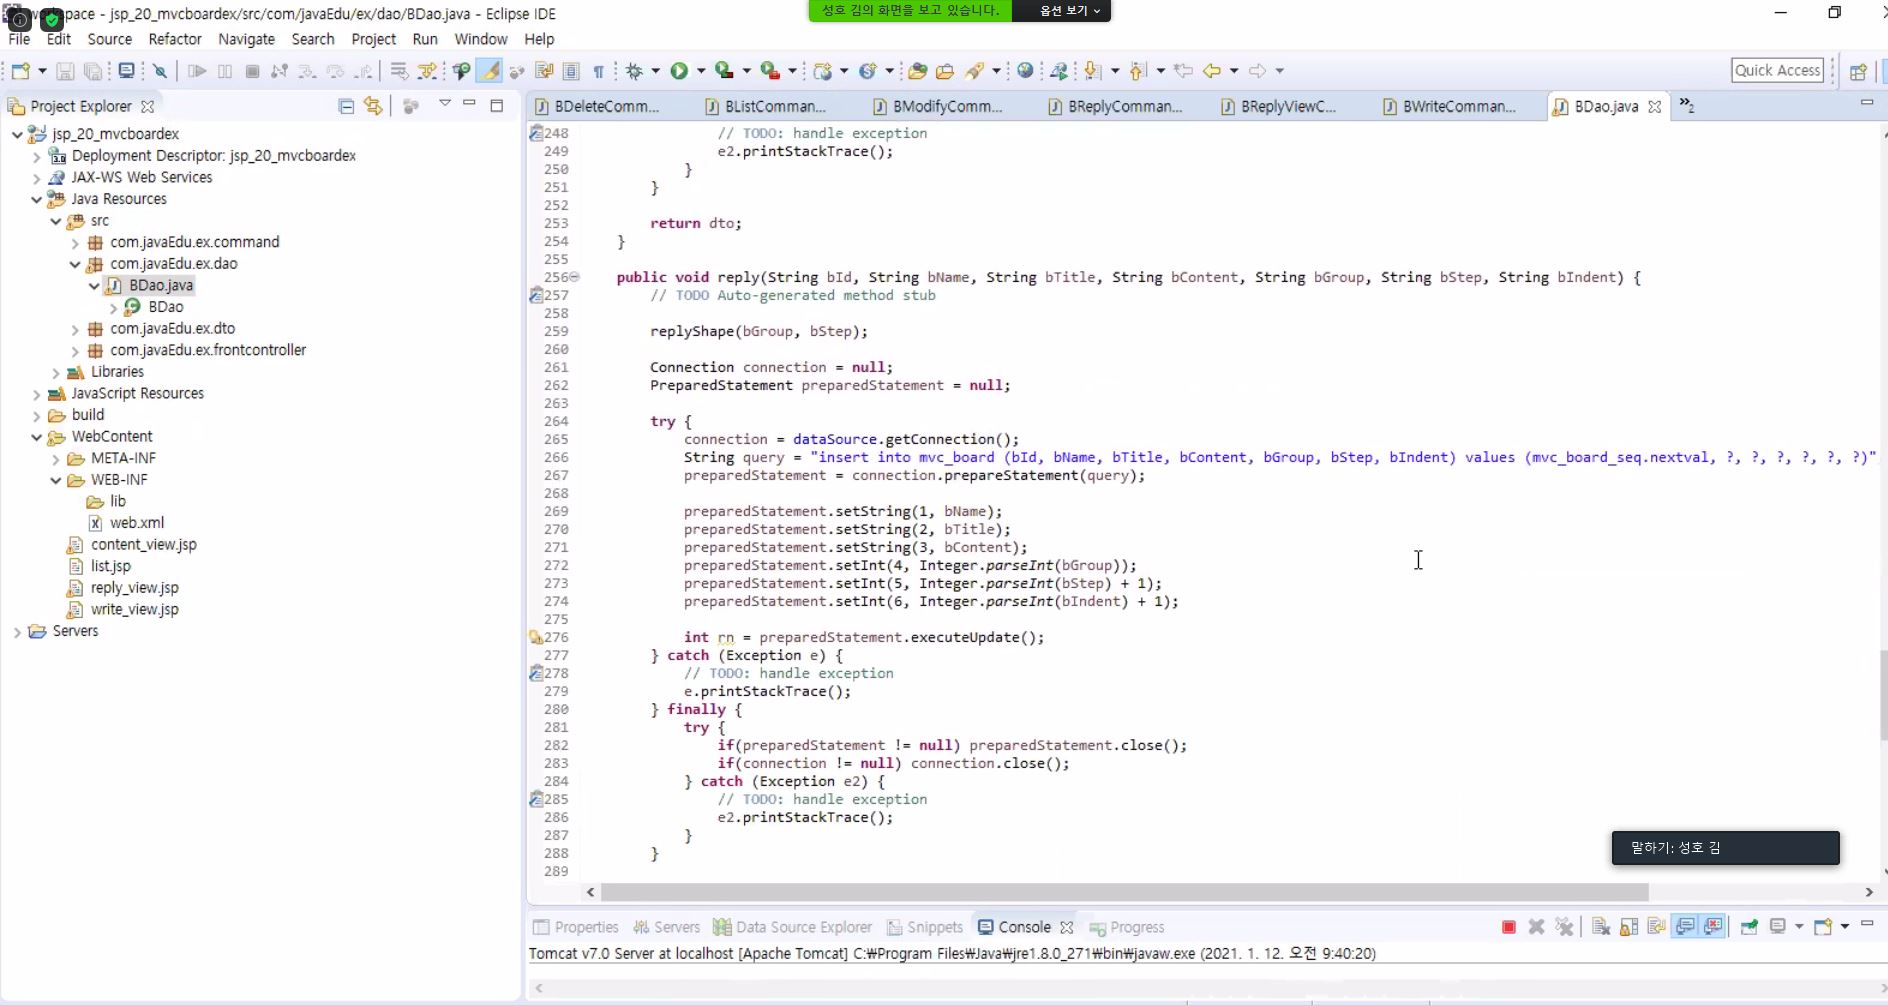 workspace - jsp_20_mvcboardex/src/com/javaEdu/ex/dao/BDao.java - Eclipse IDE
성호 김의 화면을 보고 있습니다. 옵션 보기
File Edit Source Refactor Navigate Search Project Run Window Help
Quick Access
Project Explorer
jsp_20_mvcboardex
Deployment Descriptor: jsp_20_mvcboardex
JAX-WS Web Services
Java Resources
src
com.javaEdu.ex.command
com.javaEdu.ex.dao
BDao.java
BDao
com.javaEdu.ex.dto
com.javaEdu.ex.frontcontroller
Libraries
JavaScript Resources
build
WebContent
META-INF
WEB-INF
lib
web.xml
content_view.jsp
list.jsp
reply_view.jsp
write_view.jsp
Servers
BDeleteComm... BListComman... BModifyComm... BReplyComman... BReplyViewC... BWriteComman... BDao.java »2
248 // TODO: handle exception
249 e2.printStackTrace();
250 }
251 }
252
253 return dto;
254 }
255
256 public void reply(String bId, String bName, String bTitle, String bContent, String bGroup, String bStep, String bIndent) {
257 // TODO Auto-generated method stub
258
259 replyShape(bGroup, bStep);
260
261 Connection connection = null;
262 PreparedStatement preparedStatement = null;
263
264 try {
265 connection = dataSource.getConnection();
266 String query = "insert into mvc_board (bId, bName, bTitle, bContent, bGroup, bStep, bIndent) values (mvc_board_seq.nextval, ?, ?, ?, ?, ?, ?)"
267 preparedStatement = connection.prepareStatement(query);
268
269 preparedStatement.setString(1, bName);
270 preparedStatement.setString(2, bTitle);
271 preparedStatement.setString(3, bContent);
272 preparedStatement.setInt(4, Integer.parseInt(bGroup));
273 preparedStatement.setInt(5, Integer.parseInt(bStep) + 1);
274 preparedStatement.setInt(6, Integer.parseInt(bIndent) + 1);
275
276 int rn = preparedStatement.executeUpdate();
277 } catch (Exception e) {
278 // TODO: handle exception
279 e.printStackTrace();
280 } finally {
281 try {
282 if(preparedStatement != null) preparedStatement.close();
283 if(connection != null) connection.close();
284 } catch (Exception e2) {
285 // TODO: handle exception
286 e2.printStackTrace();
287 }
288 }
289
말하기: 성호 김
Properties Servers Data Source Explorer Snippets Console Progress
Tomcat v7.0 Server at localhost [Apache Tomcat] C:₩Program Files₩Java₩jre1.8.0_271₩bin₩javaw.exe (2021. 1. 12. 오전 9:40:20)